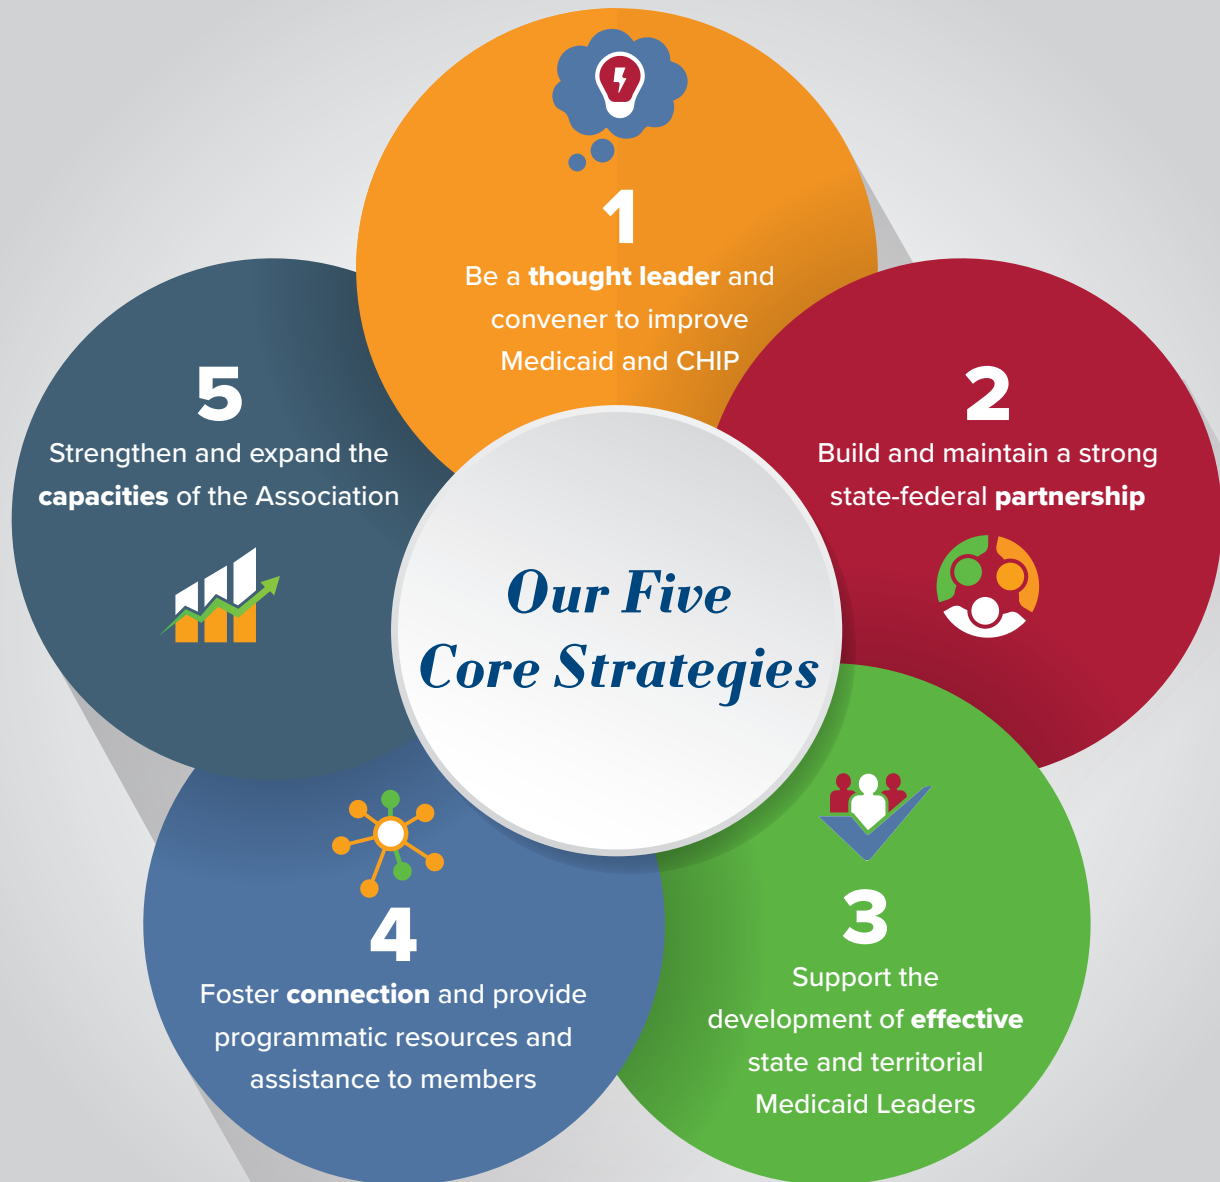 1
Be a thought leader and
convener to improve
Medicaid and CHIP
2
Build and maintain a strong
state-federal partnership
3
Support the
development of effective
state and territorial
Medicaid Leaders
4
Foster connection and provide
programmatic resources and
assistance to members
5
Strengthen and expand the
capacities of the Association
Our Five
Core Strategies